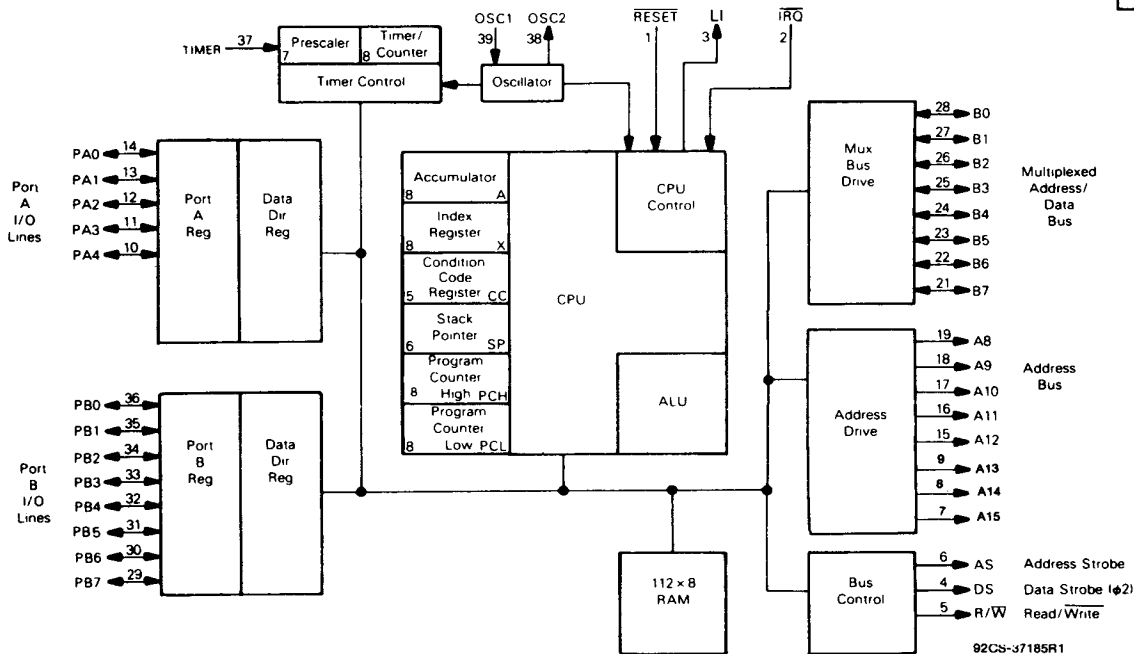 OSC1 OSC2 RESET LI IRQ
39 38 1 3 2
TIMER 37
Prescaler 7
Timer/ Counter 8
Timer Control
Oscillator
Port A I/O Lines
PA0 14
PA1 13
PA2 12
PA3 11
PA4 10
Port A Reg
Data Dir Reg
Port B I/O Lines
PB0 36
PB1 35
PB2 34
PB3 33
PB4 32
PB5 31
PB6 30
PB7 29
Port B Reg
Data Dir Reg
Accumulator
8 A
Index Register
8 X
Condition Code Register
5 CC
Stack Pointer
6 SP
Program Counter High
8 PCH
Program Counter Low
8 PCL
CPU
CPU Control
ALU
112 × 8 RAM
Mux Bus Drive
28 B0
27 B1
26 B2
25 B3
24 B4
23 B5
22 B6
21 B7
Multiplexed Address/ Data Bus
Address Drive
19 A8
18 A9
17 A10
16 A11
15 A12
9 A13
8 A14
7 A15
Address Bus
Bus Control
6 AS Address Strobe
4 DS Data Strobe (ϕ2)
5 R/W̅ Read/Write
92CS-37185R1